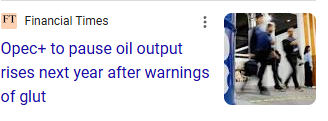 FT Financial Times
Opec+ to pause oil output
rises next year after warnings
of glut